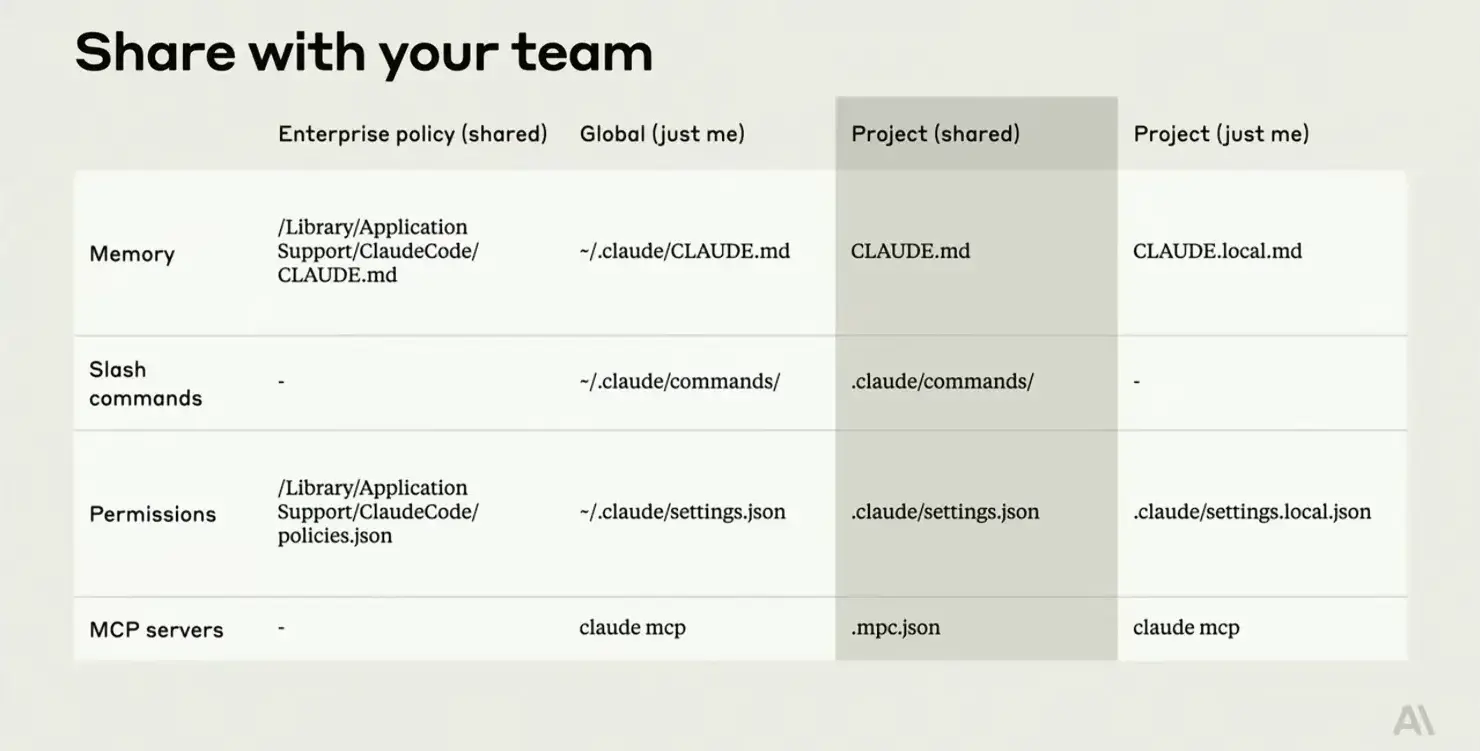 Share with your team
Enterprise policy (shared) Global (just me) Project (shared) Project (just me)
Memory
/Library/Application
Support/ClaudeCode/
CLAUDE.md
~/.claude/CLAUDE.md
CLAUDE.md
CLAUDE.local.md
Slash
commands
-
~/.claude/commands/
.claude/commands/
-
Permissions
/Library/Application
Support/ClaudeCode/
policies.json
~/.claude/settings.json
.claude/settings.json
.claude/settings.local.json
MCP servers
-
claude mcp
.mpc.json
claude mcp
AI